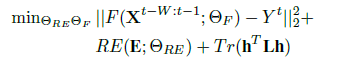 min_{Θ_{RE}Θ_F} ||F(X^{t−W:t−1}; Θ_F) − Y^t||_2^2 +
RE(E; Θ_{RE}) + Tr(h^T Lh)